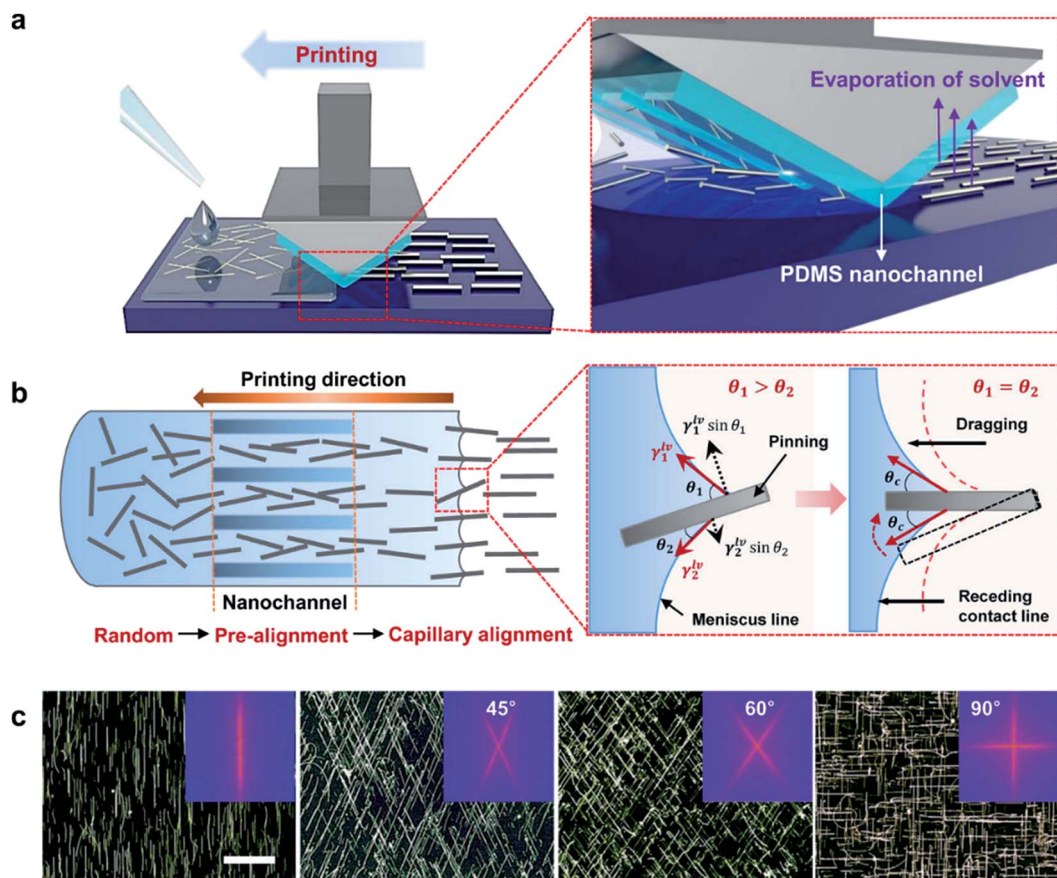 a
Printing
Evaporation of solvent
PDMS nanochannel
b
Printing direction
Nanochannel
Random → Pre-alignment → Capillary alignment
θ₁ > θ₂
γ₁ˡᵛ
γ₁ˡᵛ sin θ₁
Pinning
θ₁
θ₂
γ₂ˡᵛ
γ₂ˡᵛ sin θ₂
Meniscus line
θ₁ = θ₂
Dragging
θc
θc
Receding
contact line
c
45°
60°
90°